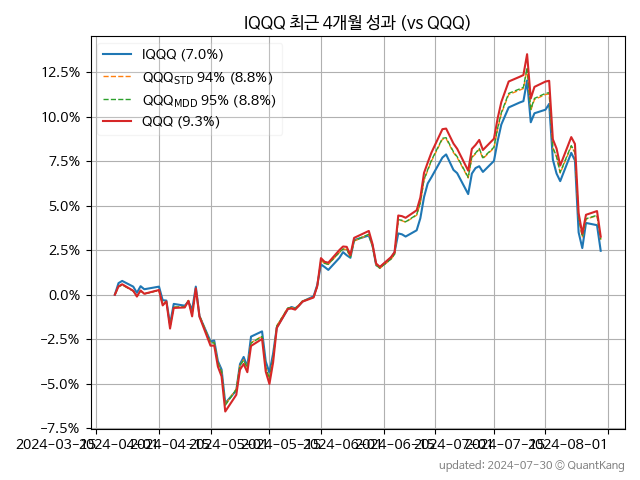 IQQQ 최근 4개월 성과 (vs QQQ)
IQQQ (7.0%)
QQQSTD 94% (8.8%)
QQQMDD 95% (8.8%)
QQQ (9.3%)
12.5%
10.0%
7.5%
5.0%
2.5%
0.0%
−2.5%
−5.0%
−7.5%
2024-03-15 2024-04-01 2024-04-15 2024-05-01 2024-05-15 2024-06-01 2024-06-15 2024-07-01 2024-07-15 2024-08-01
updated: 2024-07-30 © QuantKang